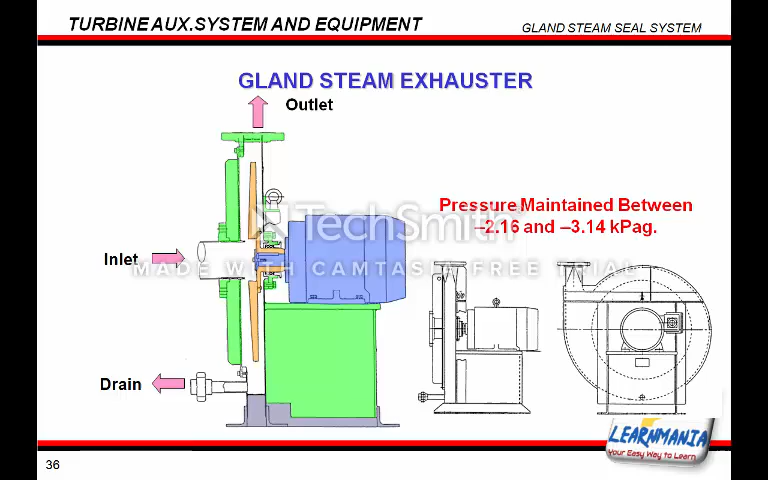 TURBINE AUX.SYSTEM AND EQUIPMENT
GLAND STEAM SEAL SYSTEM
GLAND STEAM EXHAUSTER
Outlet
TechSmith
Pressure Maintained Between
–2.16 and –3.14 kPag.
Inlet
MADE WITH CAMTASIA FREE TRIAL
Drain
LEARNMANIA
Your Easy Way to Learn
36